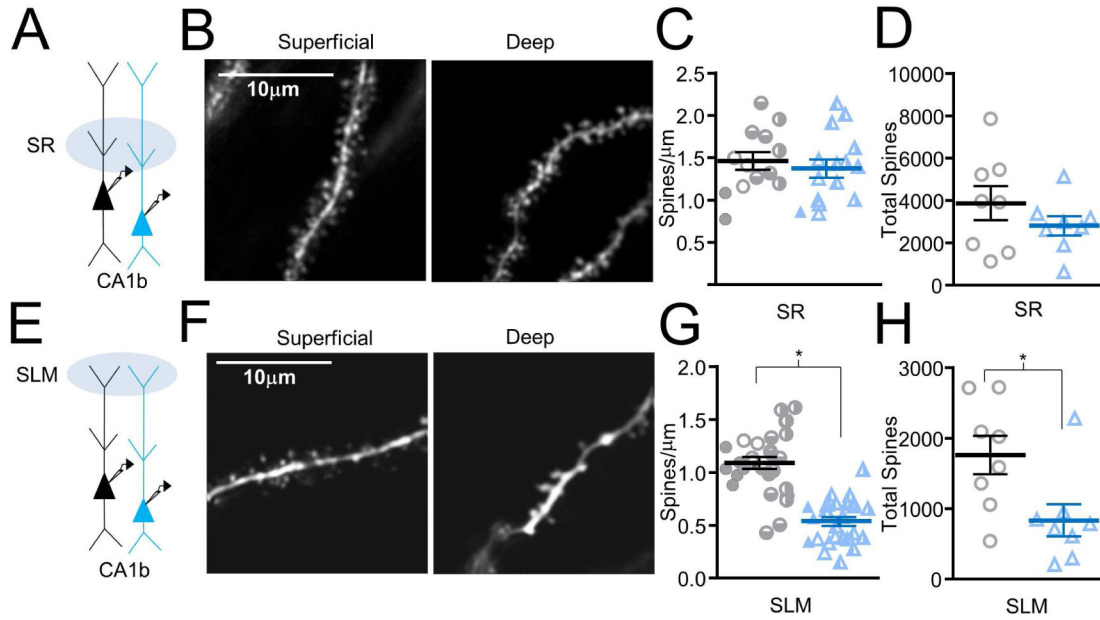 A
SR
CA1b
B
Superficial
Deep
10μm
C
Spines/μm
2.5
2.0
1.5
1.0
0.5
SR
D
Total Spines
10000
8000
6000
4000
2000
0
SR
E
SLM
CA1b
F
Superficial
Deep
10μm
G
*
Spines/μm
2.0
1.5
1.0
0.5
0.0
SLM
H
*
Total Spines
3000
2000
1000
0
SLM